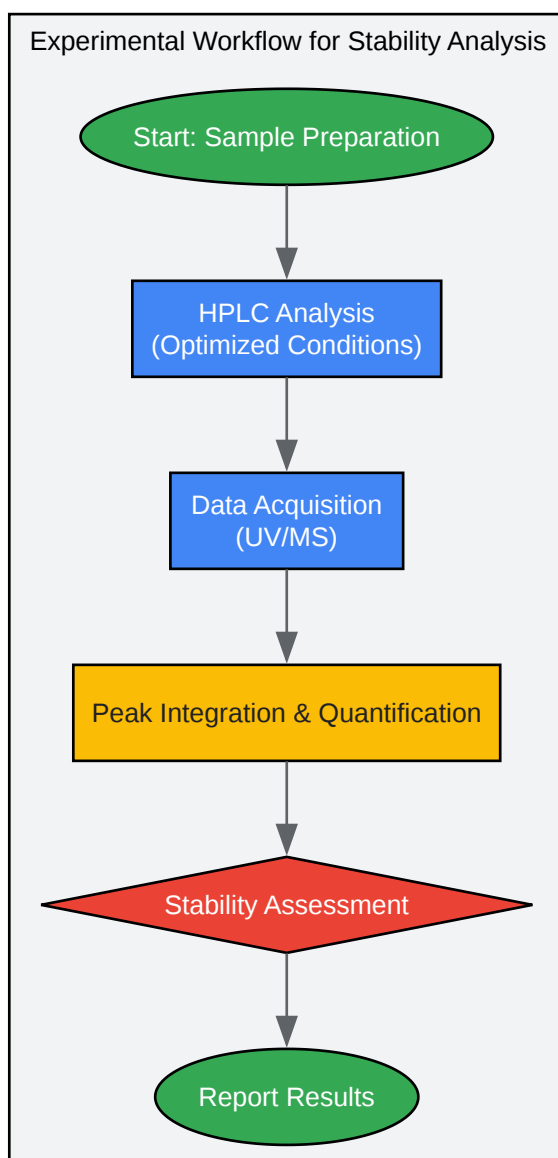 Experimental Workflow for Stability Analysis
Start: Sample Preparation
HPLC Analysis
(Optimized Conditions)
Data Acquisition
(UV/MS)
Peak Integration & Quantification
Stability Assessment
Report Results